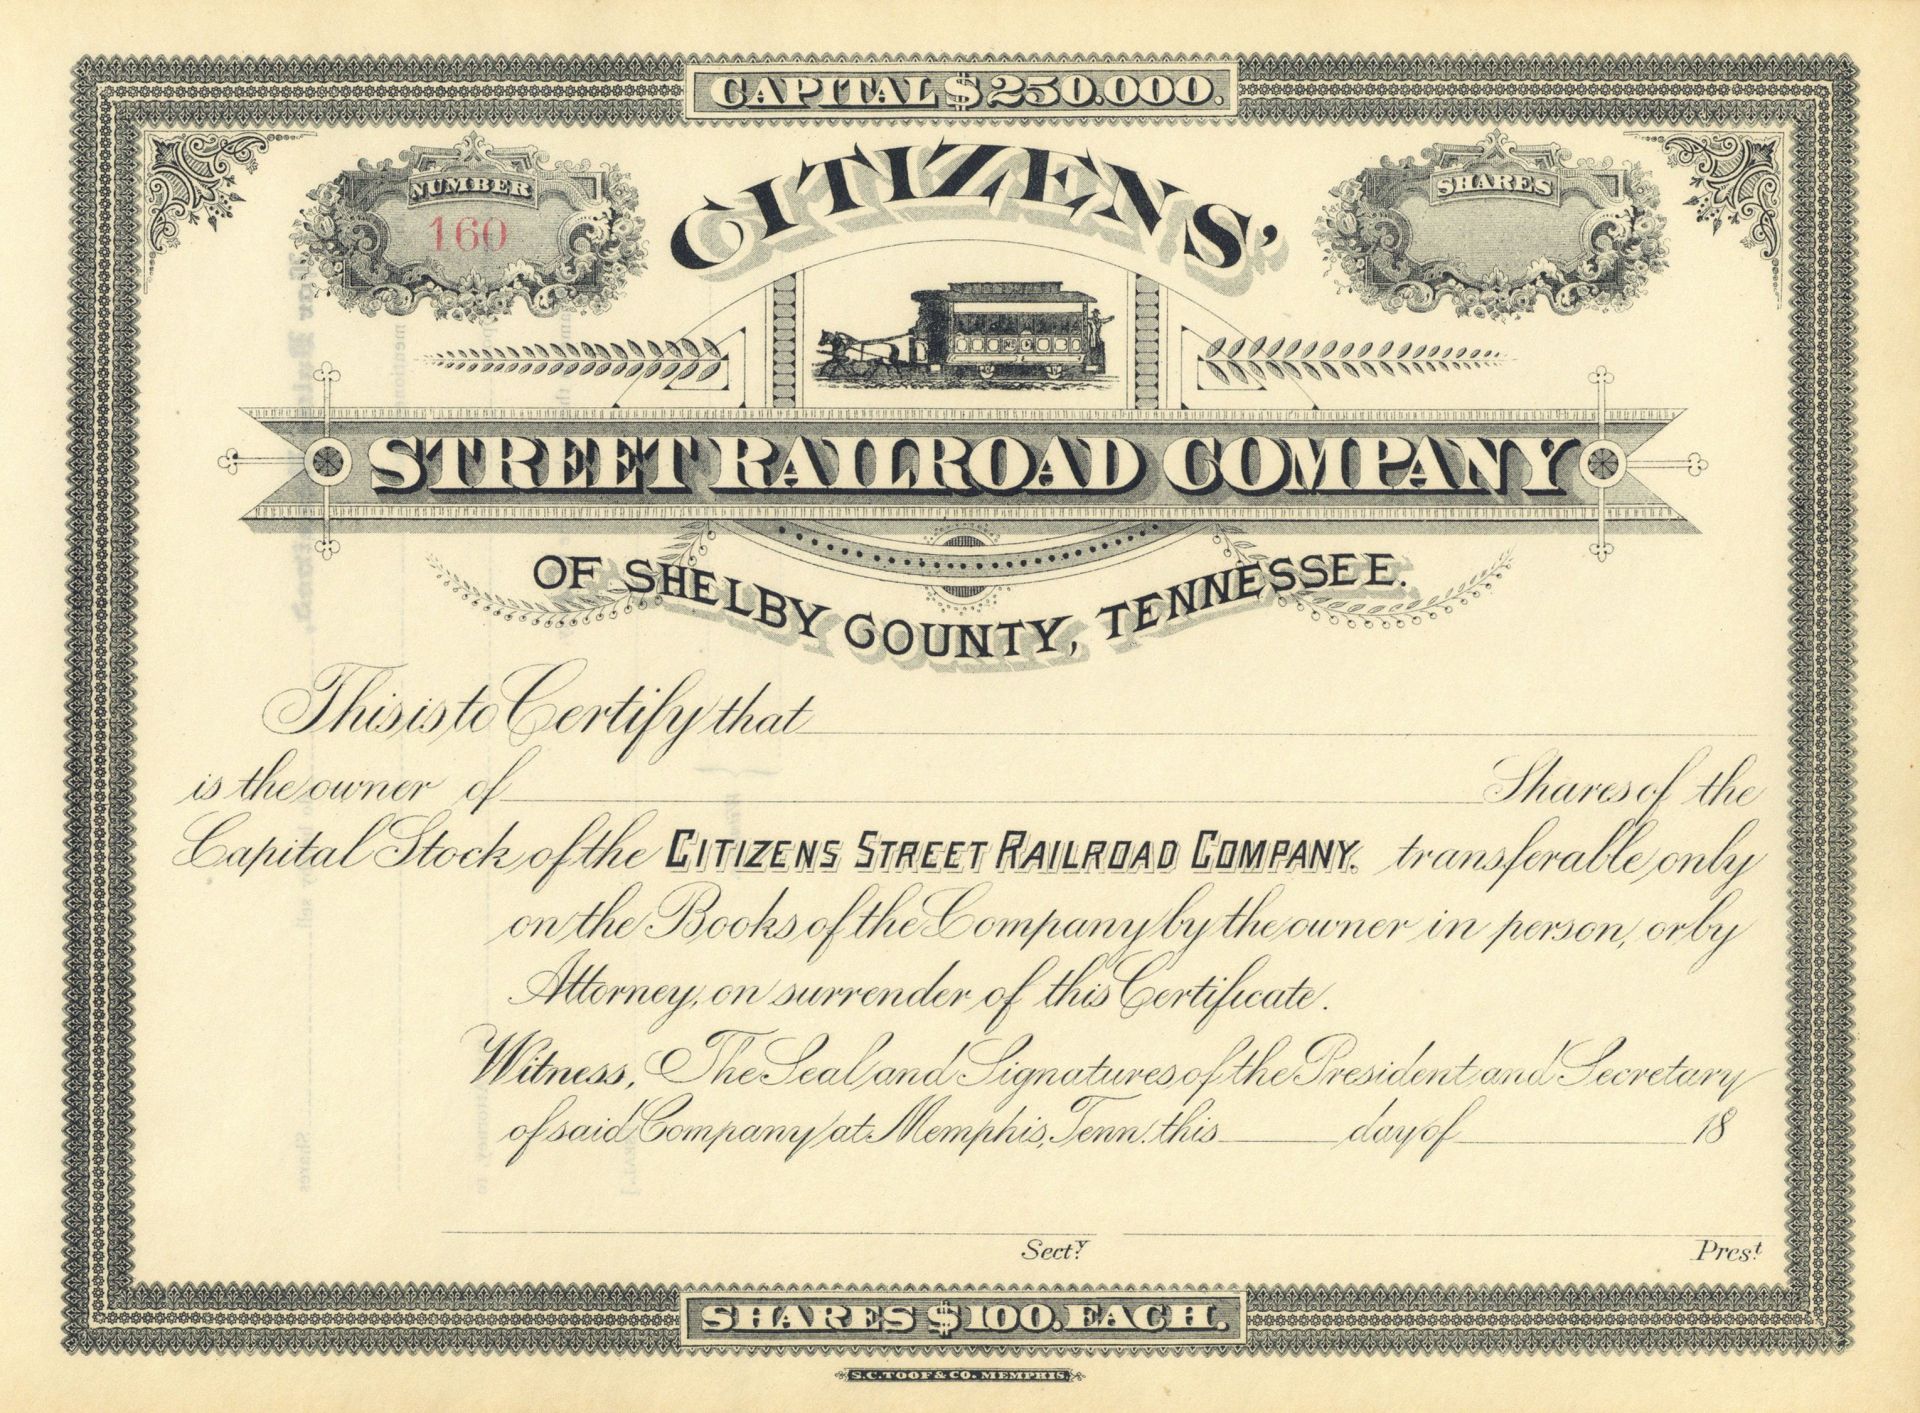 CAPITAL $250.000.
NUMBER
160
CITIZENS,
SHARES
Nº 6
STREET RAILROAD COMPANY
OF SHELBY COUNTY, TENNESSEE.
This is to Certify that
is the owner of Shares of the
Capital Stock of the CITIZENS STREET RAILROAD COMPANY. transferable only
on the Books of the Company by the owner in person, or by
Attorney, on surrender of this Certificate.
Witness, The Seal and Signatures of the President and Secretary
of said Company at Memphis, Tenn. this day of 18
Sectʸ. Presᵗ.
SHARES $100. EACH.
S.C. TOOF & CO. MEMPHIS.